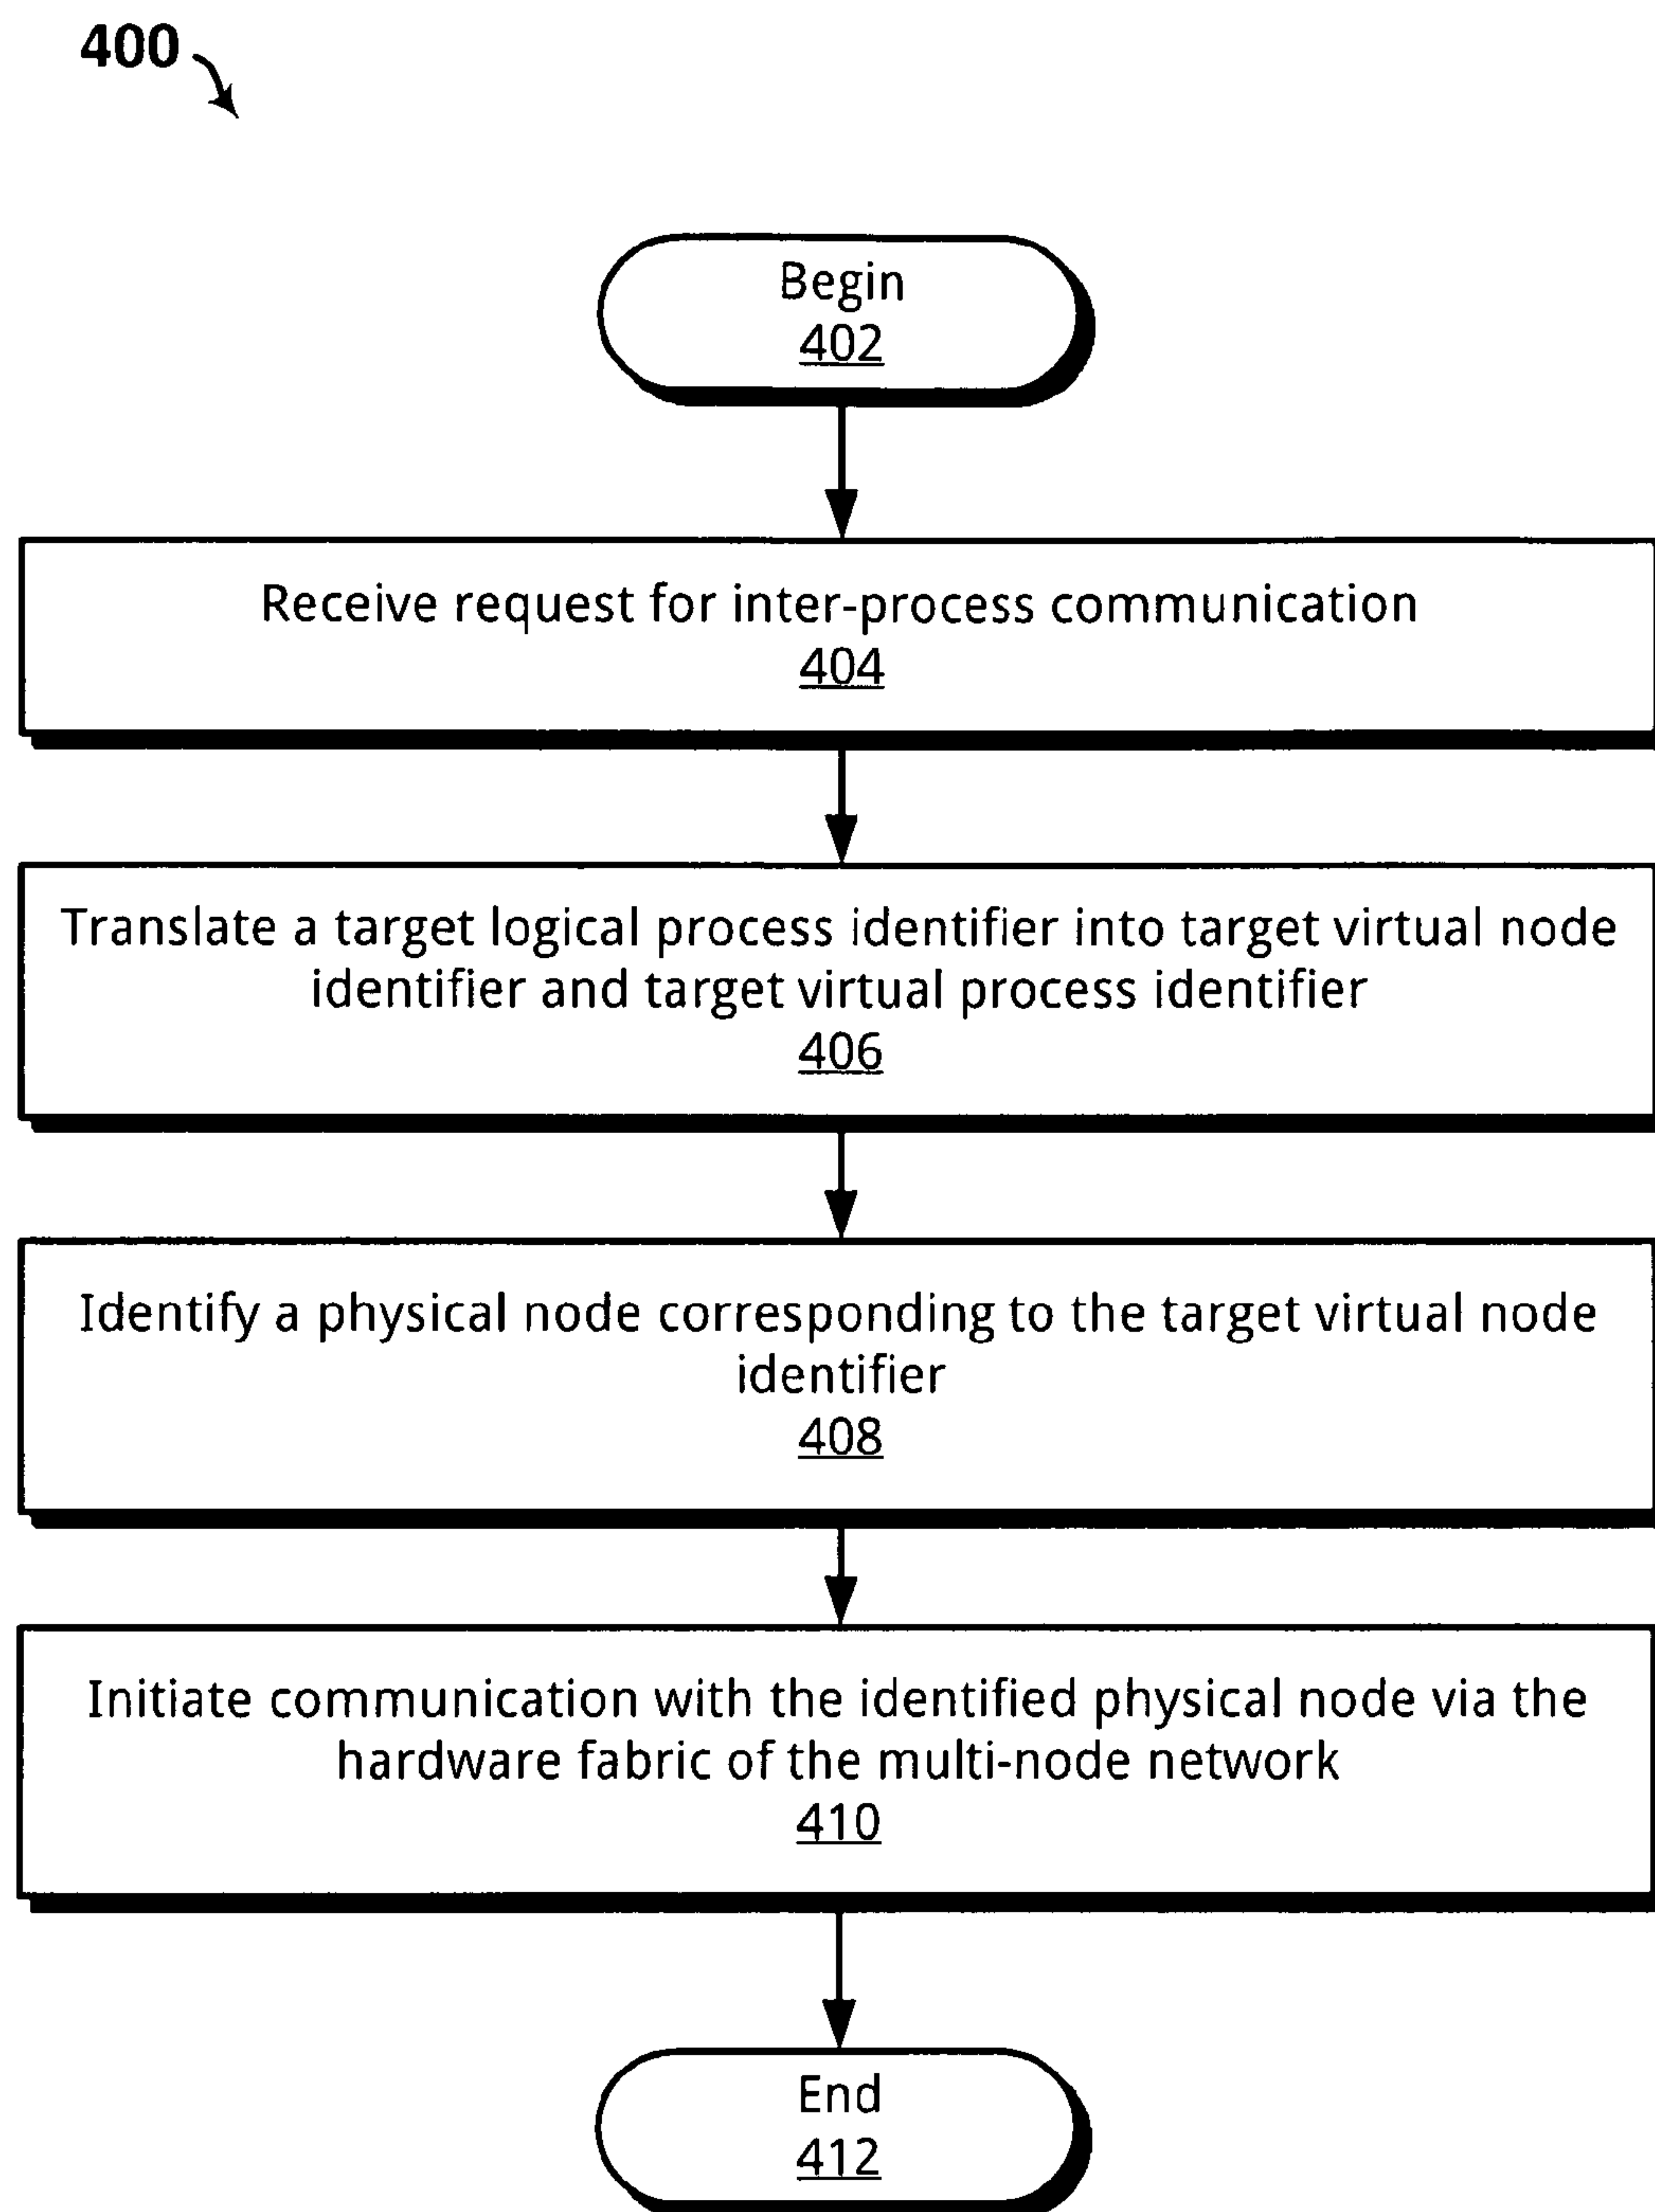 400
Begin
402
Receive request for inter-process communication
404
Translate a target logical process identifier into target virtual node
identifier and target virtual process identifier
406
Identify a physical node corresponding to the target virtual node
identifier
408
Initiate communication with the identified physical node via the
hardware fabric of the multi-node network
410
End
412